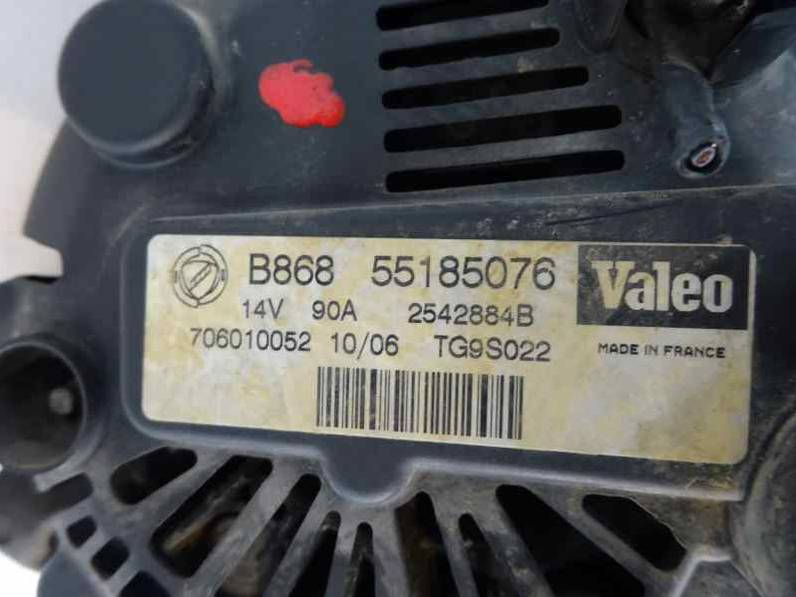 B868 55185076 Valeo
14V 90A 2542884B
706010052 10/06 TG9S022 MADE IN FRANCE